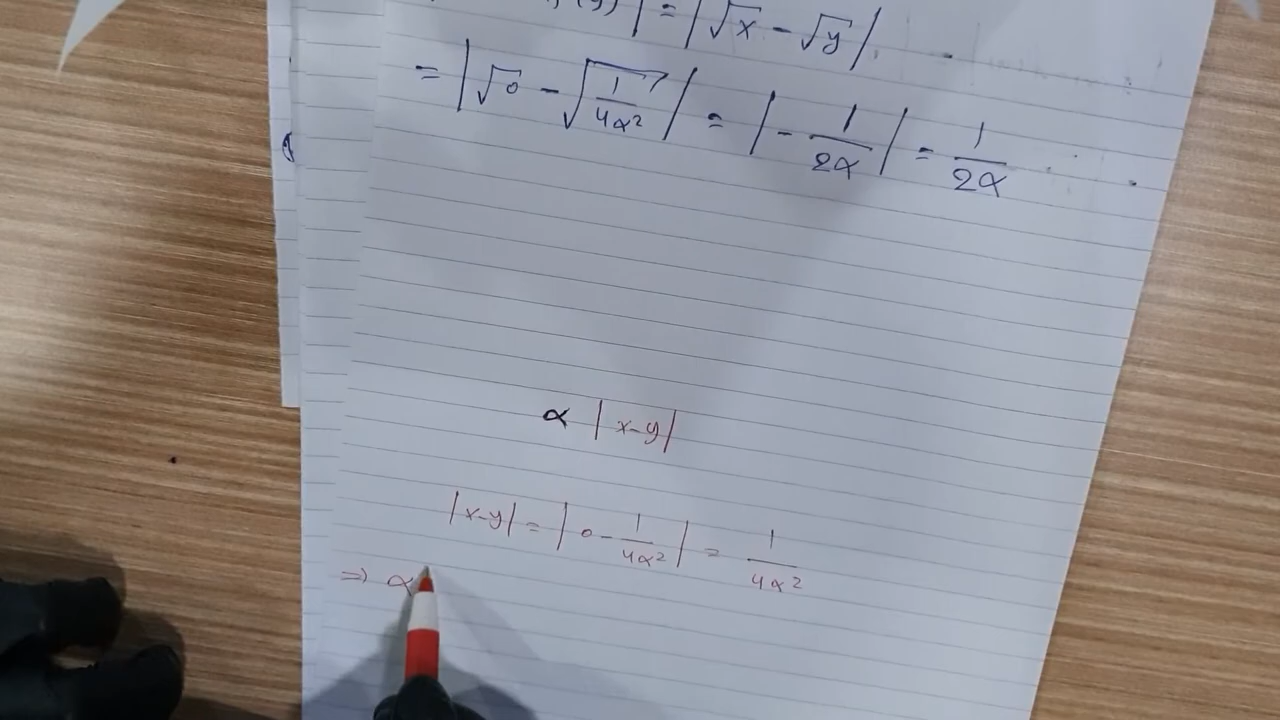 (y)| = |√x - √y|
= |√0 - √(1/4α²)| = |- 1/2α| = 1/2α
α |x-y|
|x-y| = |0 - 1/4α²| = 1/4α²
⇒ α